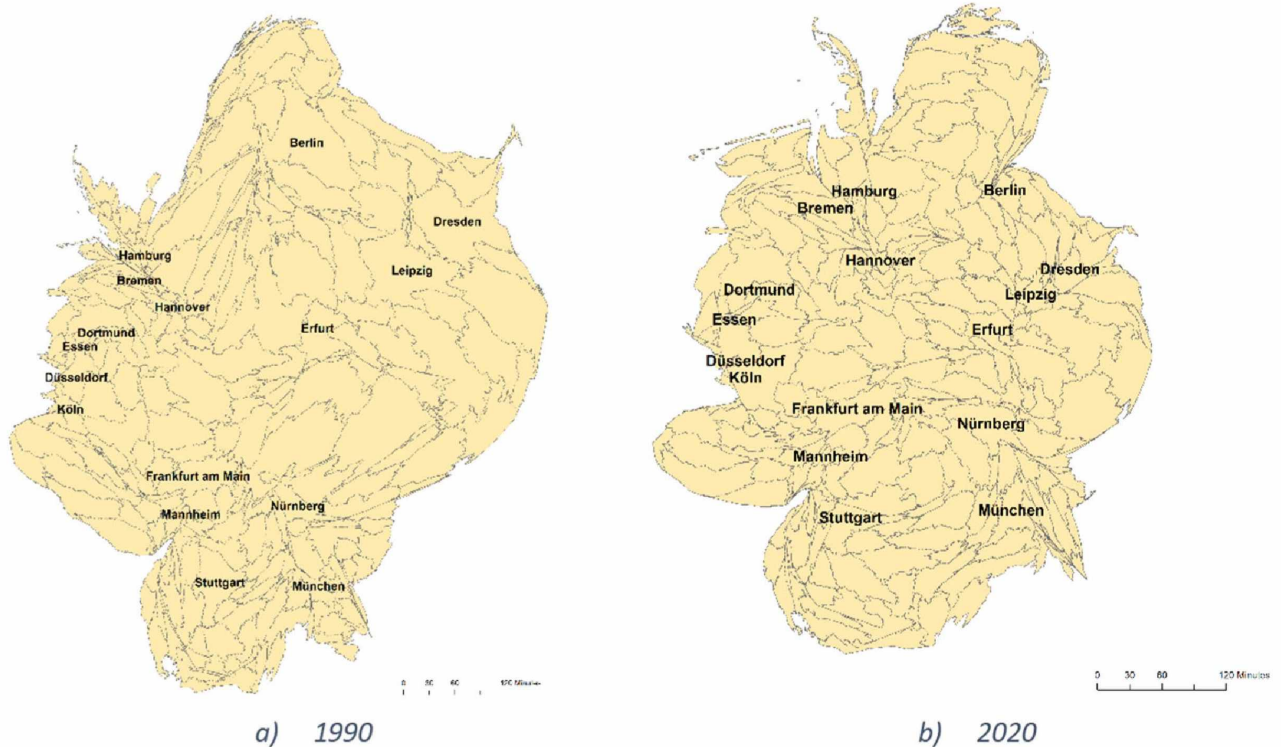 Berlin
Dresden
Hamburg
Leipzig
Bremen
Hannover
Erfurt
Dortmund
Essen
Düsseldorf
Köln
Frankfurt am Main
Nürnberg
Mannheim
Stuttgart
München
0 30 60 120 Minuten
a) 1990
Hamburg
Berlin
Bremen
Hannover
Dresden
Dortmund
Leipzig
Essen
Erfurt
Düsseldorf
Köln
Frankfurt am Main
Nürnberg
Mannheim
Stuttgart
München
0 30 60 120 Minutos
b) 2020